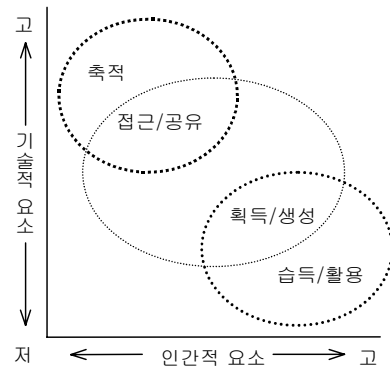 고
축적
접근/공유
기술적 요소
획득/생성
습득/활용
저
인간적 요소
고